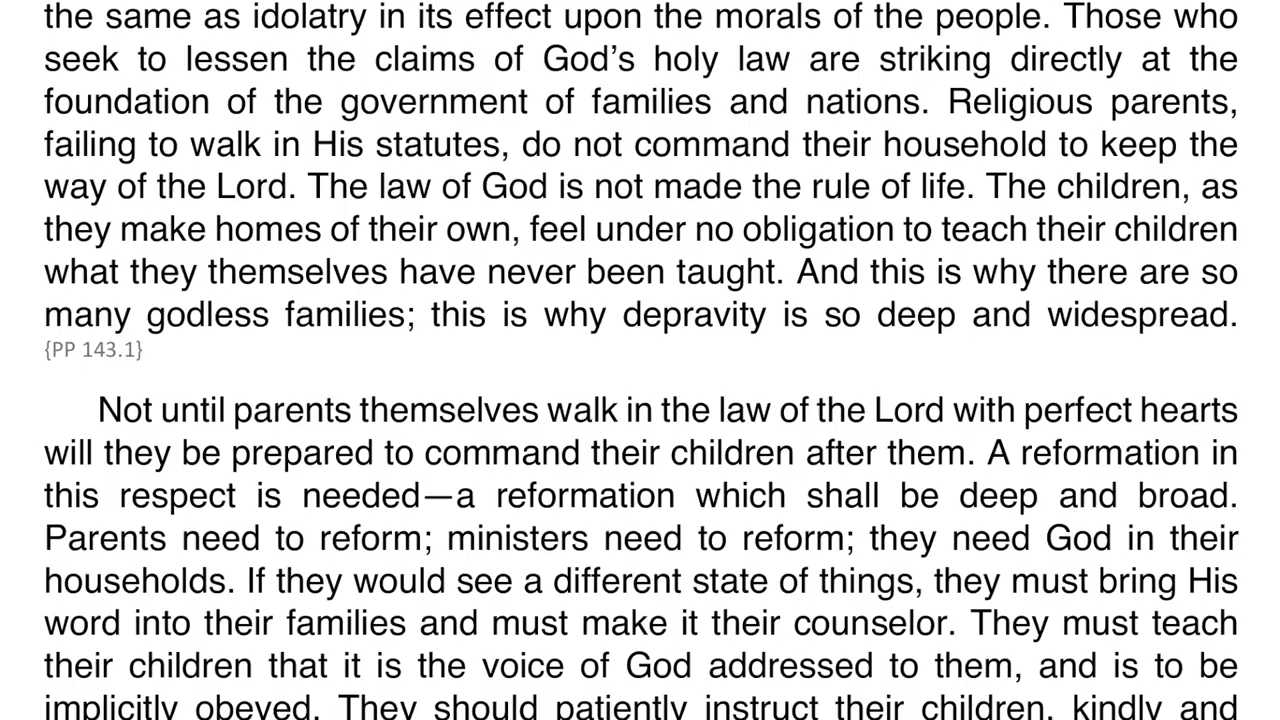 the same as idolatry in its effect upon the morals of the people. Those who
seek to lessen the claims of God’s holy law are striking directly at the
foundation of the government of families and nations. Religious parents,
failing to walk in His statutes, do not command their household to keep the
way of the Lord. The law of God is not made the rule of life. The children, as
they make homes of their own, feel under no obligation to teach their children
what they themselves have never been taught. And this is why there are so
many godless families; this is why depravity is so deep and widespread.
{PP 143.1}
Not until parents themselves walk in the law of the Lord with perfect hearts
will they be prepared to command their children after them. A reformation in
this respect is needed—a reformation which shall be deep and broad.
Parents need to reform; ministers need to reform; they need God in their
households. If they would see a different state of things, they must bring His
word into their families and must make it their counselor. They must teach
their children that it is the voice of God addressed to them, and is to be
implicitly obeyed. They should patiently instruct their children, kindly and